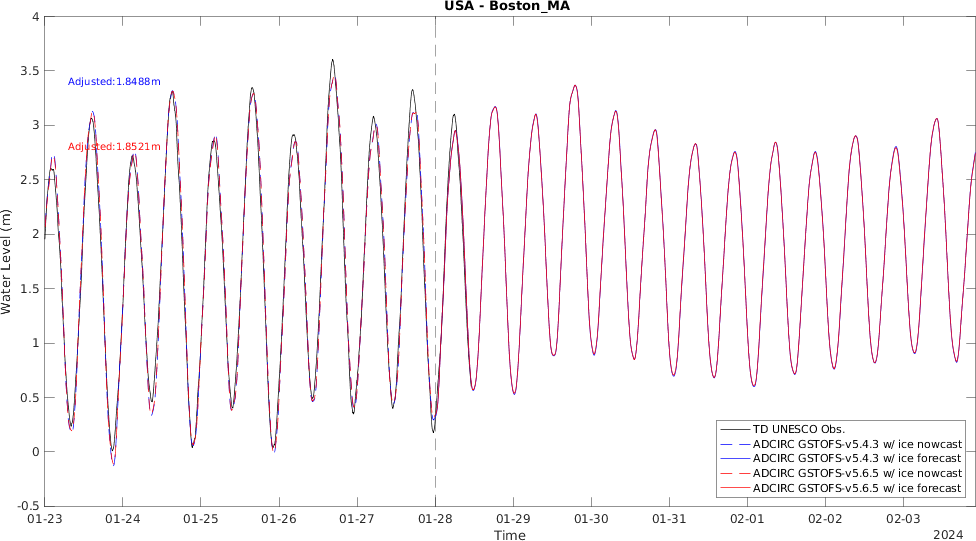 USA - Boston_MA
4
3.5
3
2.5
2
1.5
1
0.5
0
-0.5
Water Level (m)
Adjusted:1.8488m
Adjusted:1.8521m
TD UNESCO Obs.
ADCIRC GSTOFS-v5.4.3 w/ ice nowcast
ADCIRC GSTOFS-v5.4.3 w/ ice forecast
ADCIRC GSTOFS-v5.6.5 w/ ice nowcast
ADCIRC GSTOFS-v5.6.5 w/ ice forecast
01-23 01-24 01-25 01-26 01-27 01-28 01-29 01-30 01-31 02-01 02-02 02-03
Time
2024